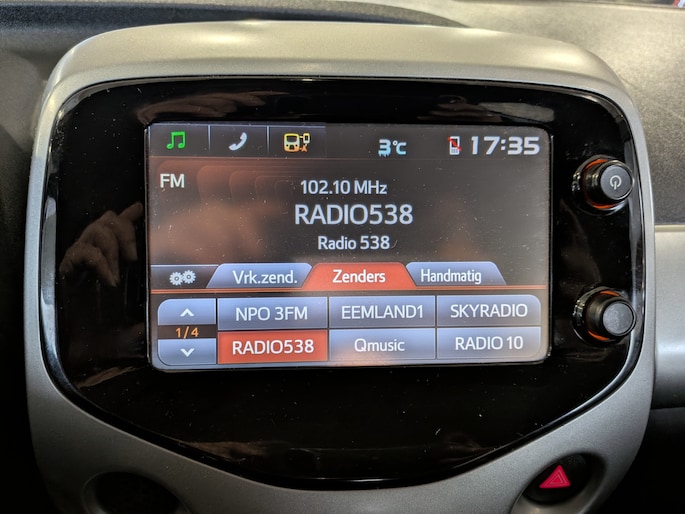 3°C 17:35
FM
102.10 MHz
RADIO538
Radio 538
Vrk.zend. Zenders Handmatig
NPO 3FM EEMLAND1 SKYRADIO
1/4
RADIO538 Qmusic RADIO 10